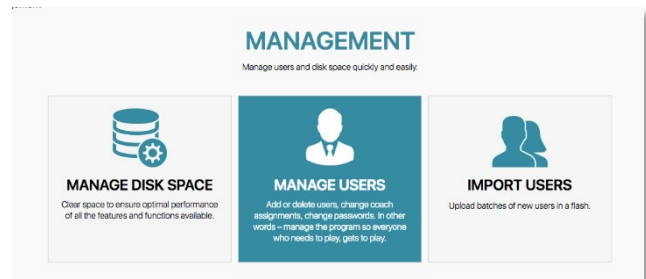 MANAGEMENT
Manage users and disk space quickly and easily.
MANAGE DISK SPACE
Clear space to ensure optimal performance
of all the features and functions available.
MANAGE USERS
Add or delete users, change coach
assignments, change passwords. In other
words – manage the program so everyone
who needs to play, gets to play.
IMPORT USERS
Upload batches of new users in a flash.